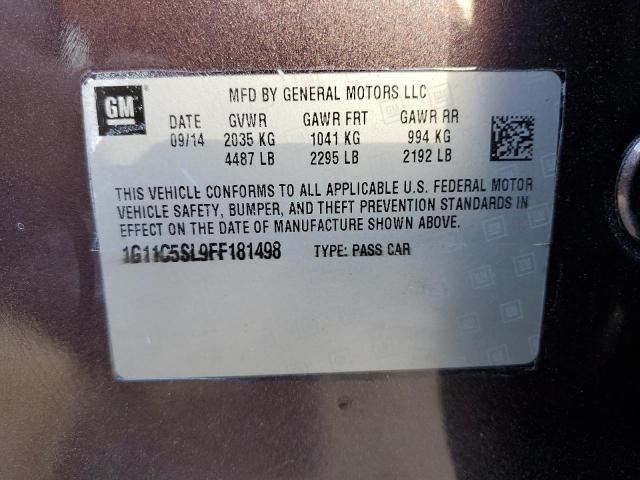 GM
MFD BY GENERAL MOTORS LLC
DATE GVWR GAWR FRT GAWR RR
09/14 2035 KG 1041 KG 994 KG
4487 LB 2295 LB 2192 LB
THIS VEHICLE CONFORMS TO ALL APPLICABLE U.S. FEDERAL MOTOR
VEHICLE SAFETY, BUMPER, AND THEFT PREVENTION STANDARDS IN
EFFECT ON THE DATE OF MANUFACTURE SHOWN ABOVE.
1G11C5SL9FF181498 TYPE: PASS CAR